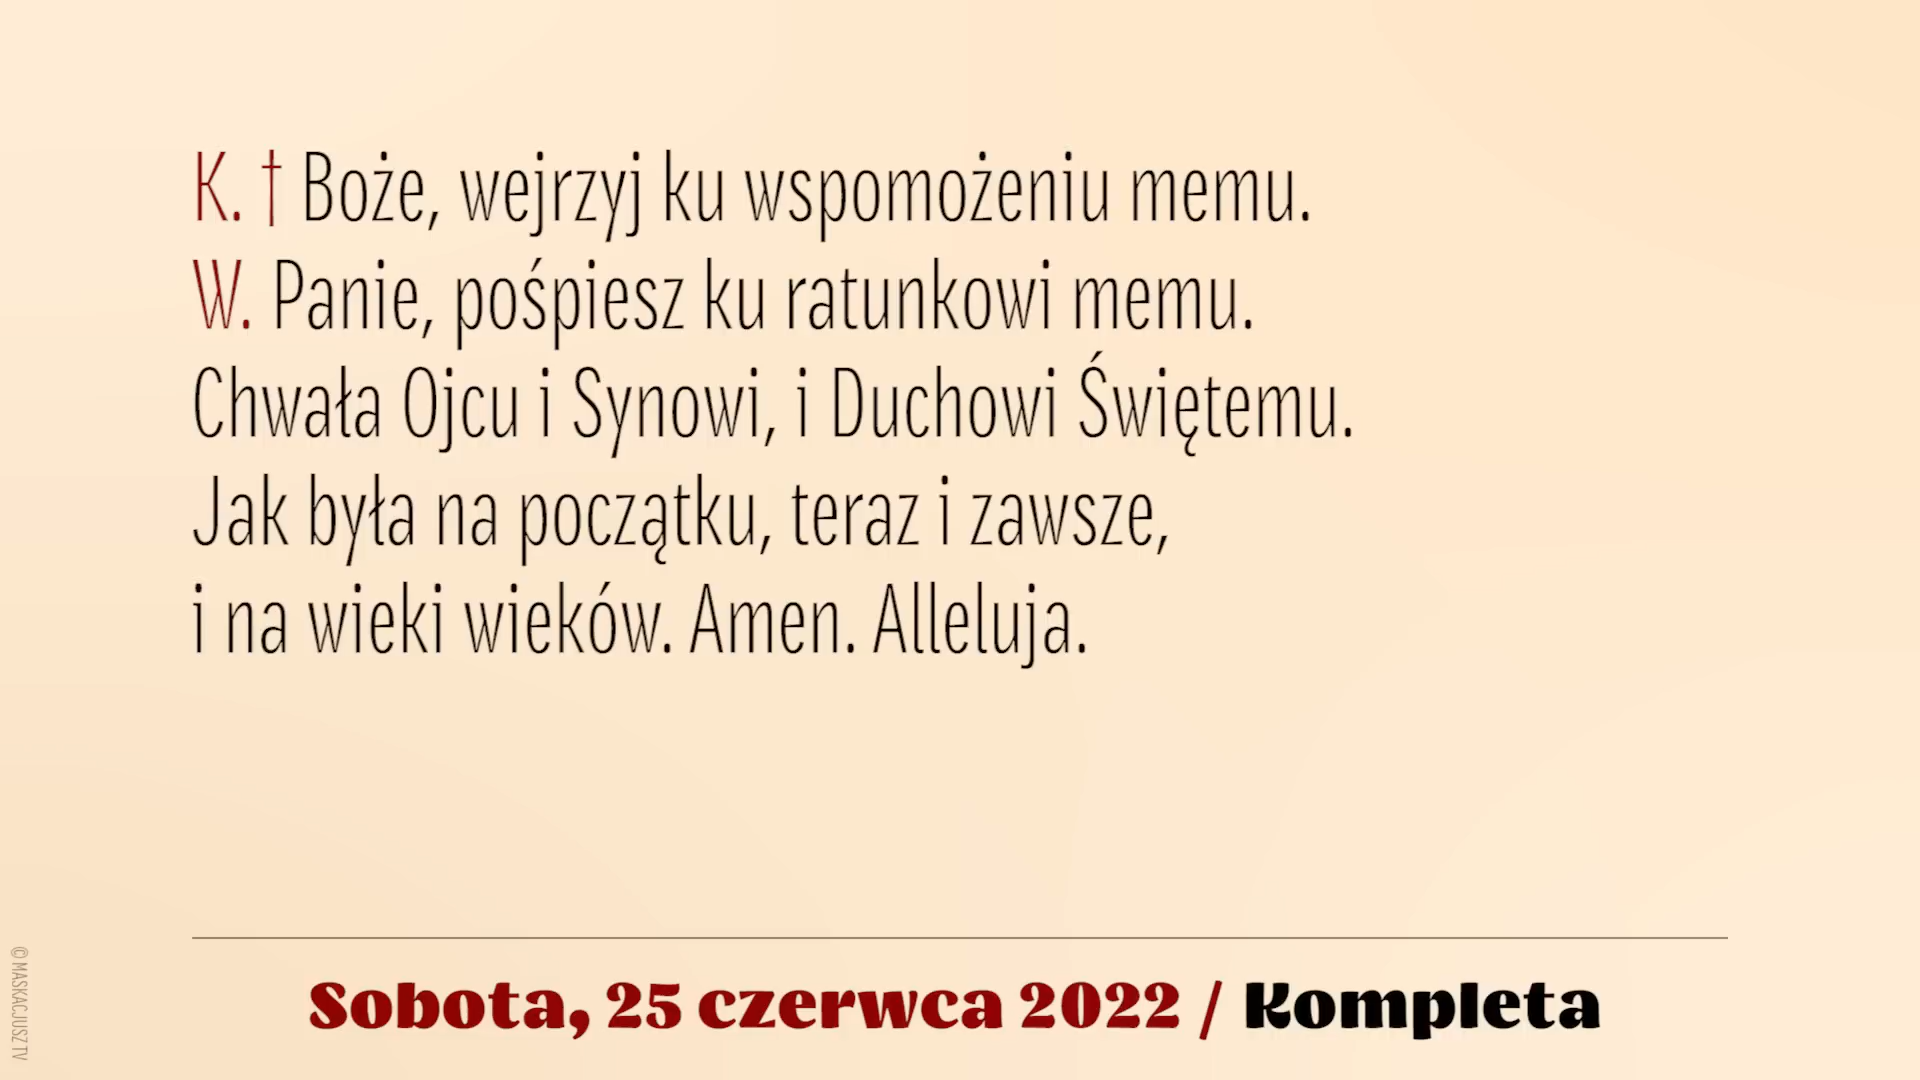 K. † Boże, wejrzyj ku wspomożeniu memu.
W. Panie, pośpiesz ku ratunkowi memu.
Chwała Ojcu i Synowi, i Duchowi Świętemu.
Jak była na początku, teraz i zawsze,
i na wieki wieków. Amen. Alleluja.
Sobota, 25 czerwca 2022 / Kompleta
© MASKACJUSZ TV